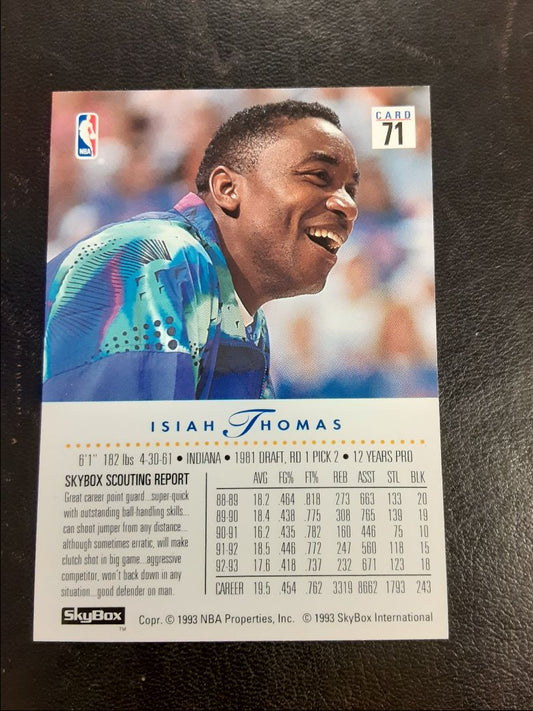 NBA
CARD
71
ISIAH THOMAS
6'1" 182 lbs 4-30-61 • INDIANA • 1981 DRAFT, RD 1 PICK 2 • 12 YEARS PRO
SKYBOX SCOUTING REPORT
Great career point guard...super-quick
with outstanding ball-handling skills...
can shoot jumper from any distance...
although sometimes erratic, will make
clutch shot in big game...aggressive
competitor, won't back down in any
situation...good defender on man.
AVG FG% FT% REB ASST STL BLK
88-89 18.2 .464 .818 273 663 133 20
89-90 18.4 .438 .775 308 765 139 19
90-91 16.2 .435 .782 160 446 75 10
91-92 18.5 .446 .772 247 560 118 15
92-93 17.6 .418 .737 232 671 123 18
CAREER 19.5 .454 .762 3319 8662 1793 243
SkyBox TM
Copr. © 1993 NBA Properties, Inc. © 1993 SkyBox International